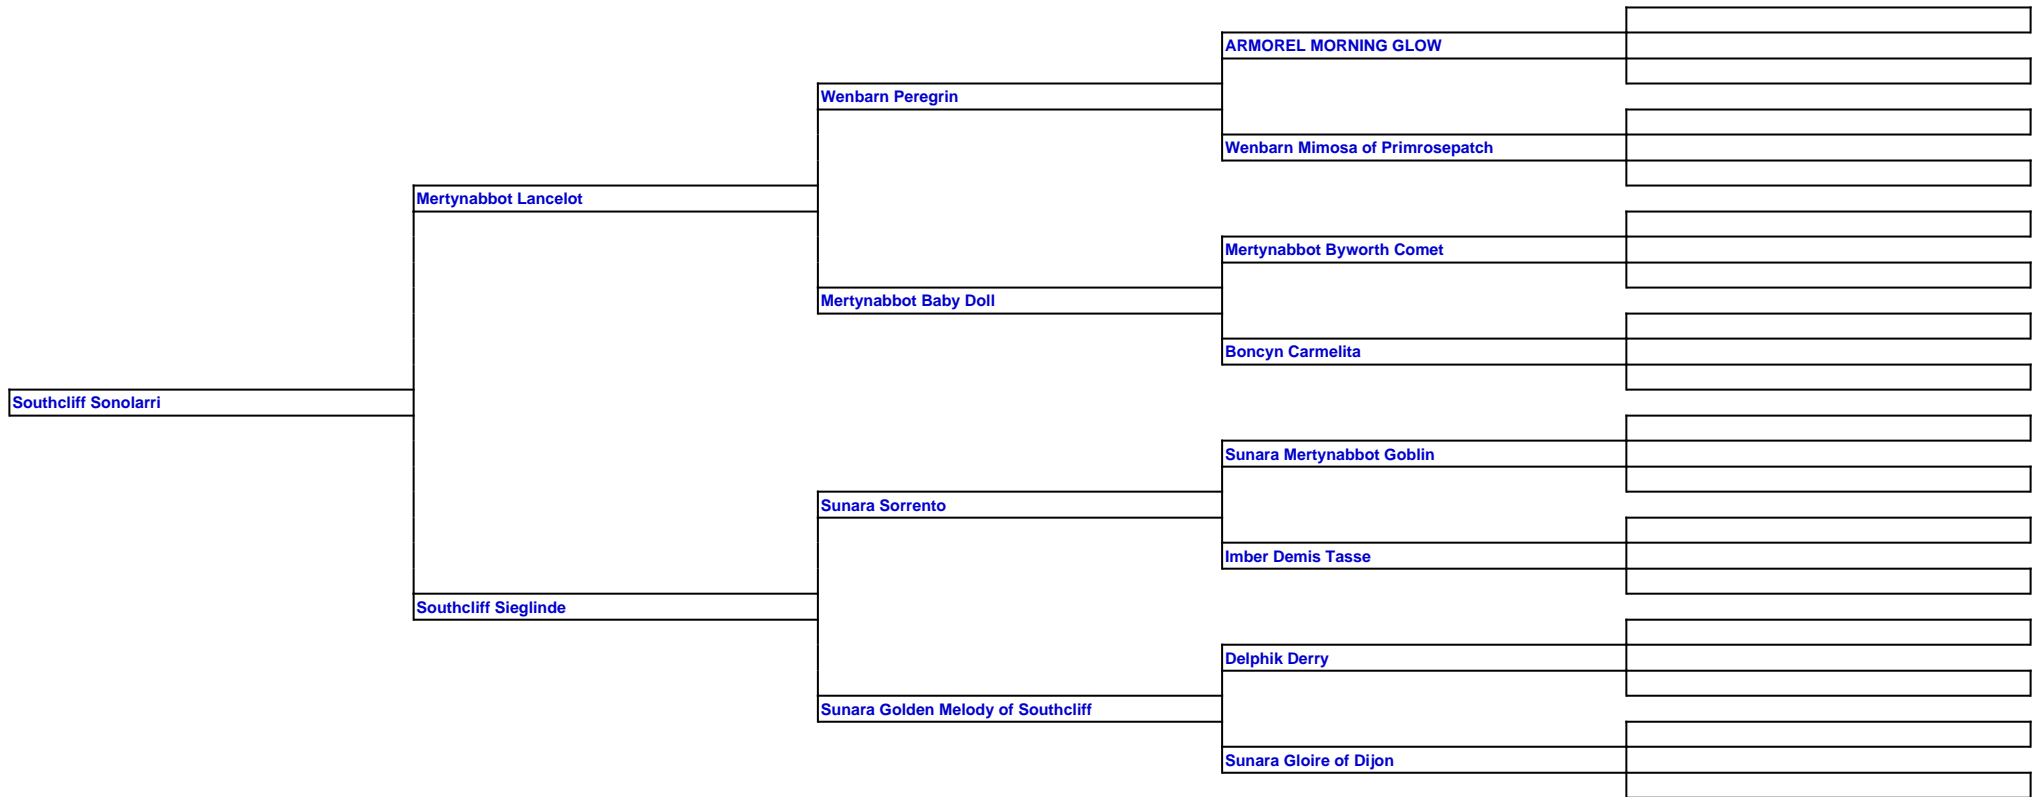 ARMOREL MORNING GLOW
Wenbarn Peregrin
Wenbarn Mimosa of Primrosepatch
Mertynabbot Lancelot
Mertynabbot Byworth Comet
Mertynabbot Baby Doll
Boncyn Carmelita
Southcliff Sonolarri
Sunara Mertynabbot Goblin
Sunara Sorrento
Imber Demis Tasse
Southcliff Sieglinde
Delphik Derry
Sunara Golden Melody of Southcliff
Sunara Gloire of Dijon